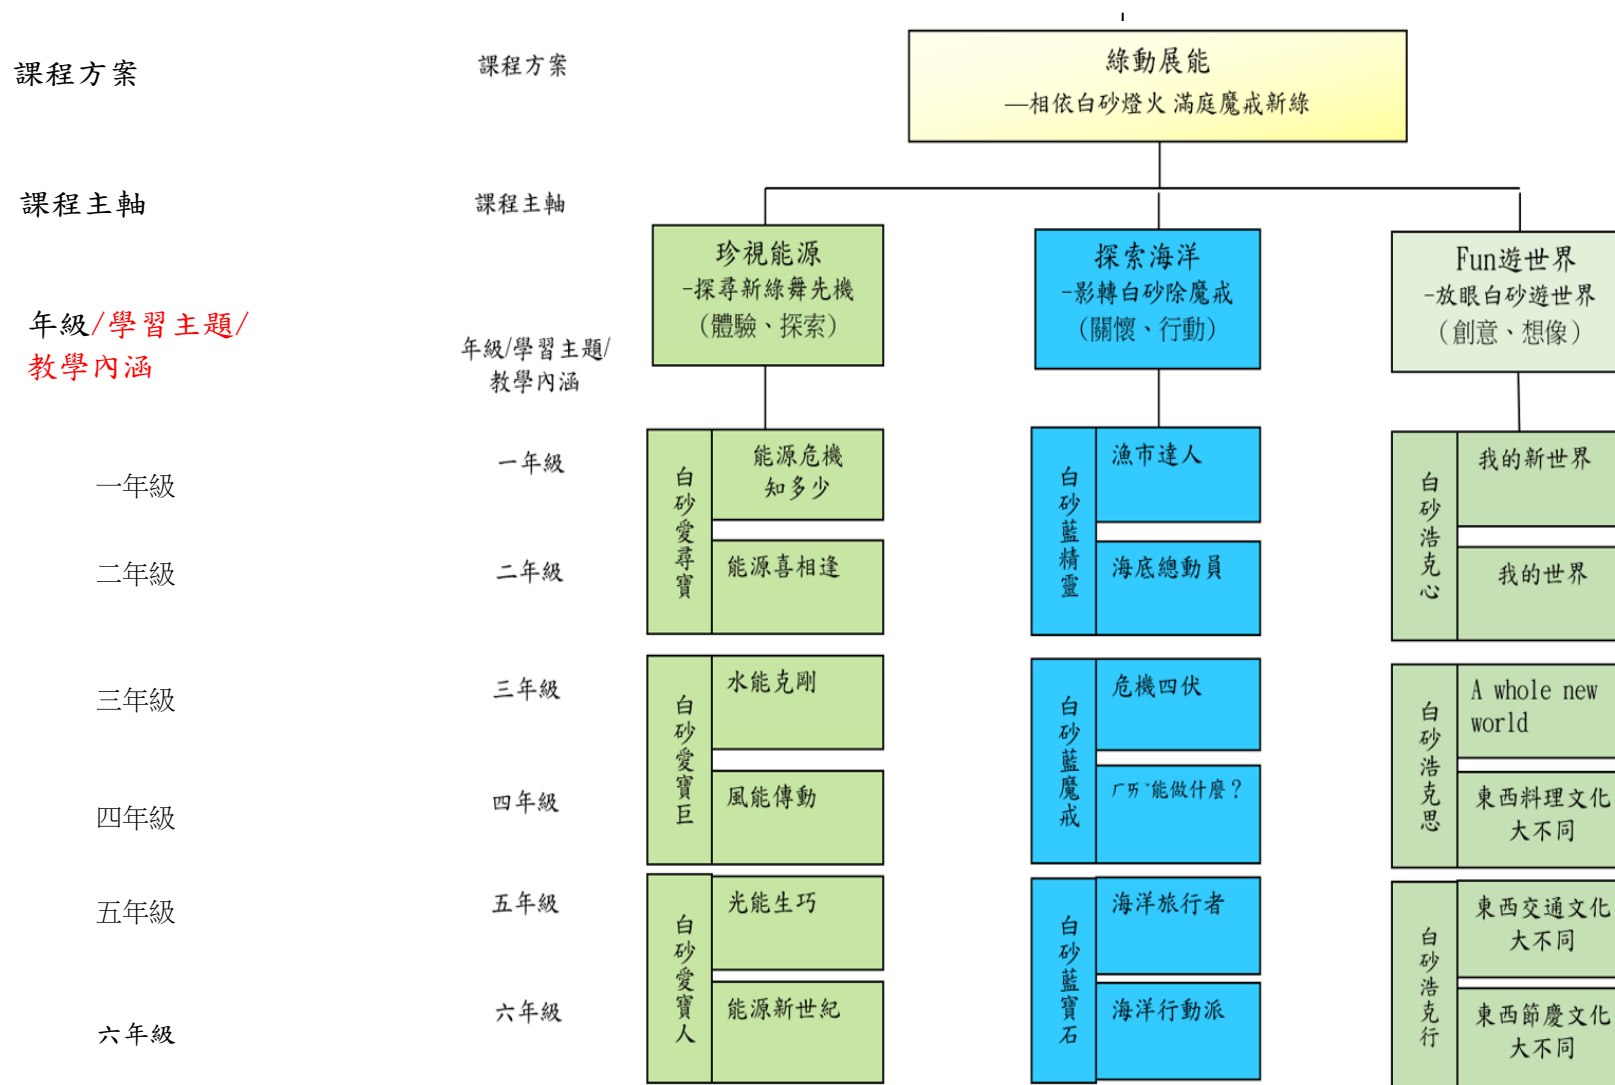 課程方案
課程方案
綠動展能
—相依白砂燈火 滿庭魔戒新綠
課程主軸
課程主軸
珍視能源
-探尋新綠舞先機
(體驗、探索)
探索海洋
-影轉白砂除魔戒
(關懷、行動)
Fun遊世界
-放眼白砂遊世界
(創意、想像)
年級/學習主題/
教學內涵
年級/學習主題/
教學內涵
一年級
一年級
白砂愛尋寶
能源危機
知多少
白砂藍精靈
漁市達人
白砂浩克心
我的新世界
二年級
二年級
能源喜相逢
海底總動員
我的世界
三年級
三年級
白砂愛寶巨
水能克剛
白砂藍魔戒
危機四伏
白砂浩克思
A whole new
world
四年級
四年級
風能傳動
ㄏㄞˇ能做什麼？
東西料理文化
大不同
五年級
五年級
白砂愛寶人
光能生巧
白砂藍寶石
海洋旅行者
白砂浩克行
東西交通文化
大不同
六年級
六年級
能源新世紀
海洋行動派
東西節慶文化
大不同